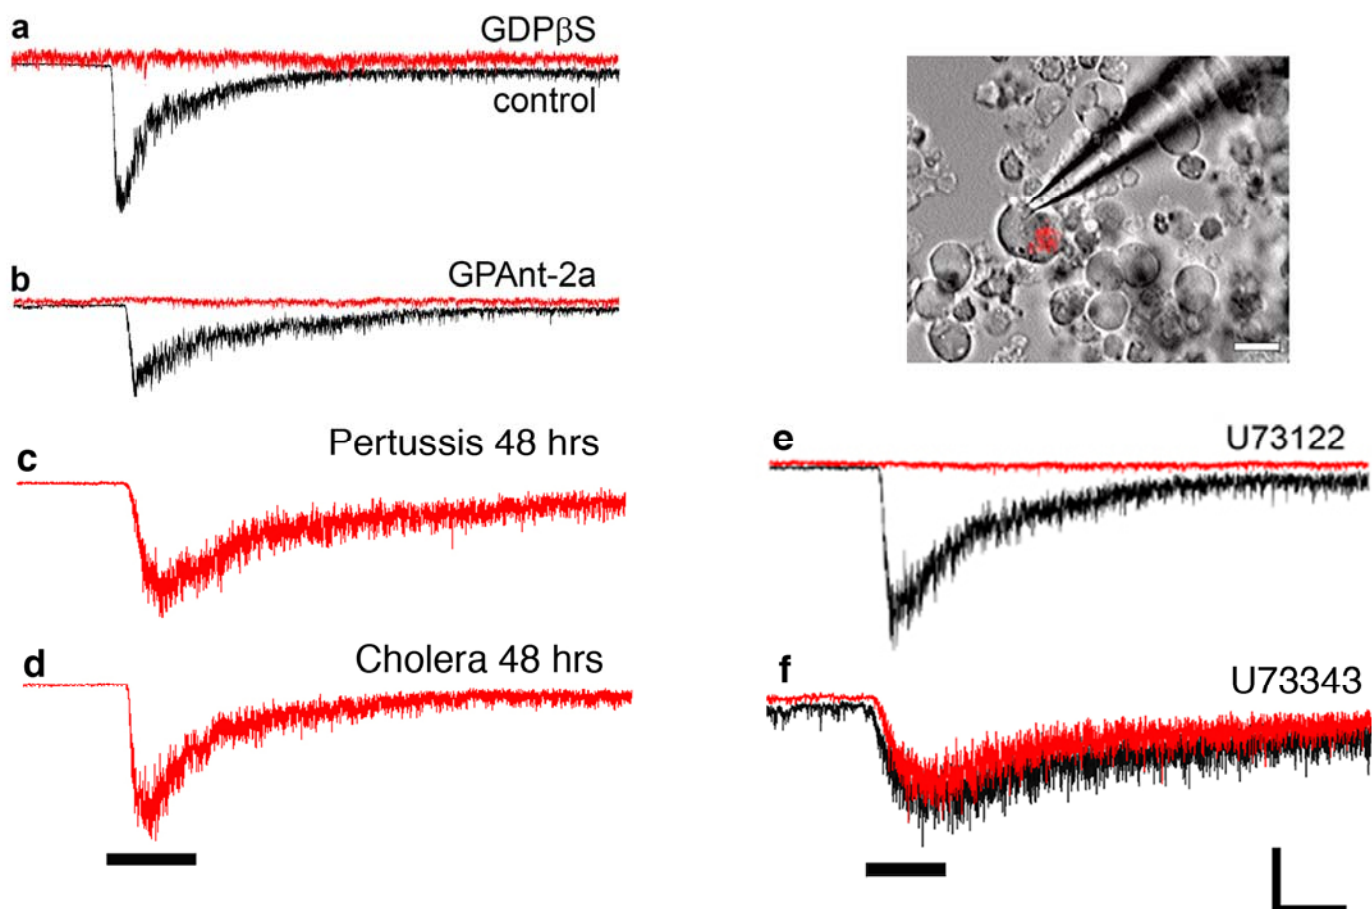 a
GDPβS
control
b
GPAnt-2a
c
Pertussis 48 hrs
d
Cholera 48 hrs
e
U73122
f
U73343